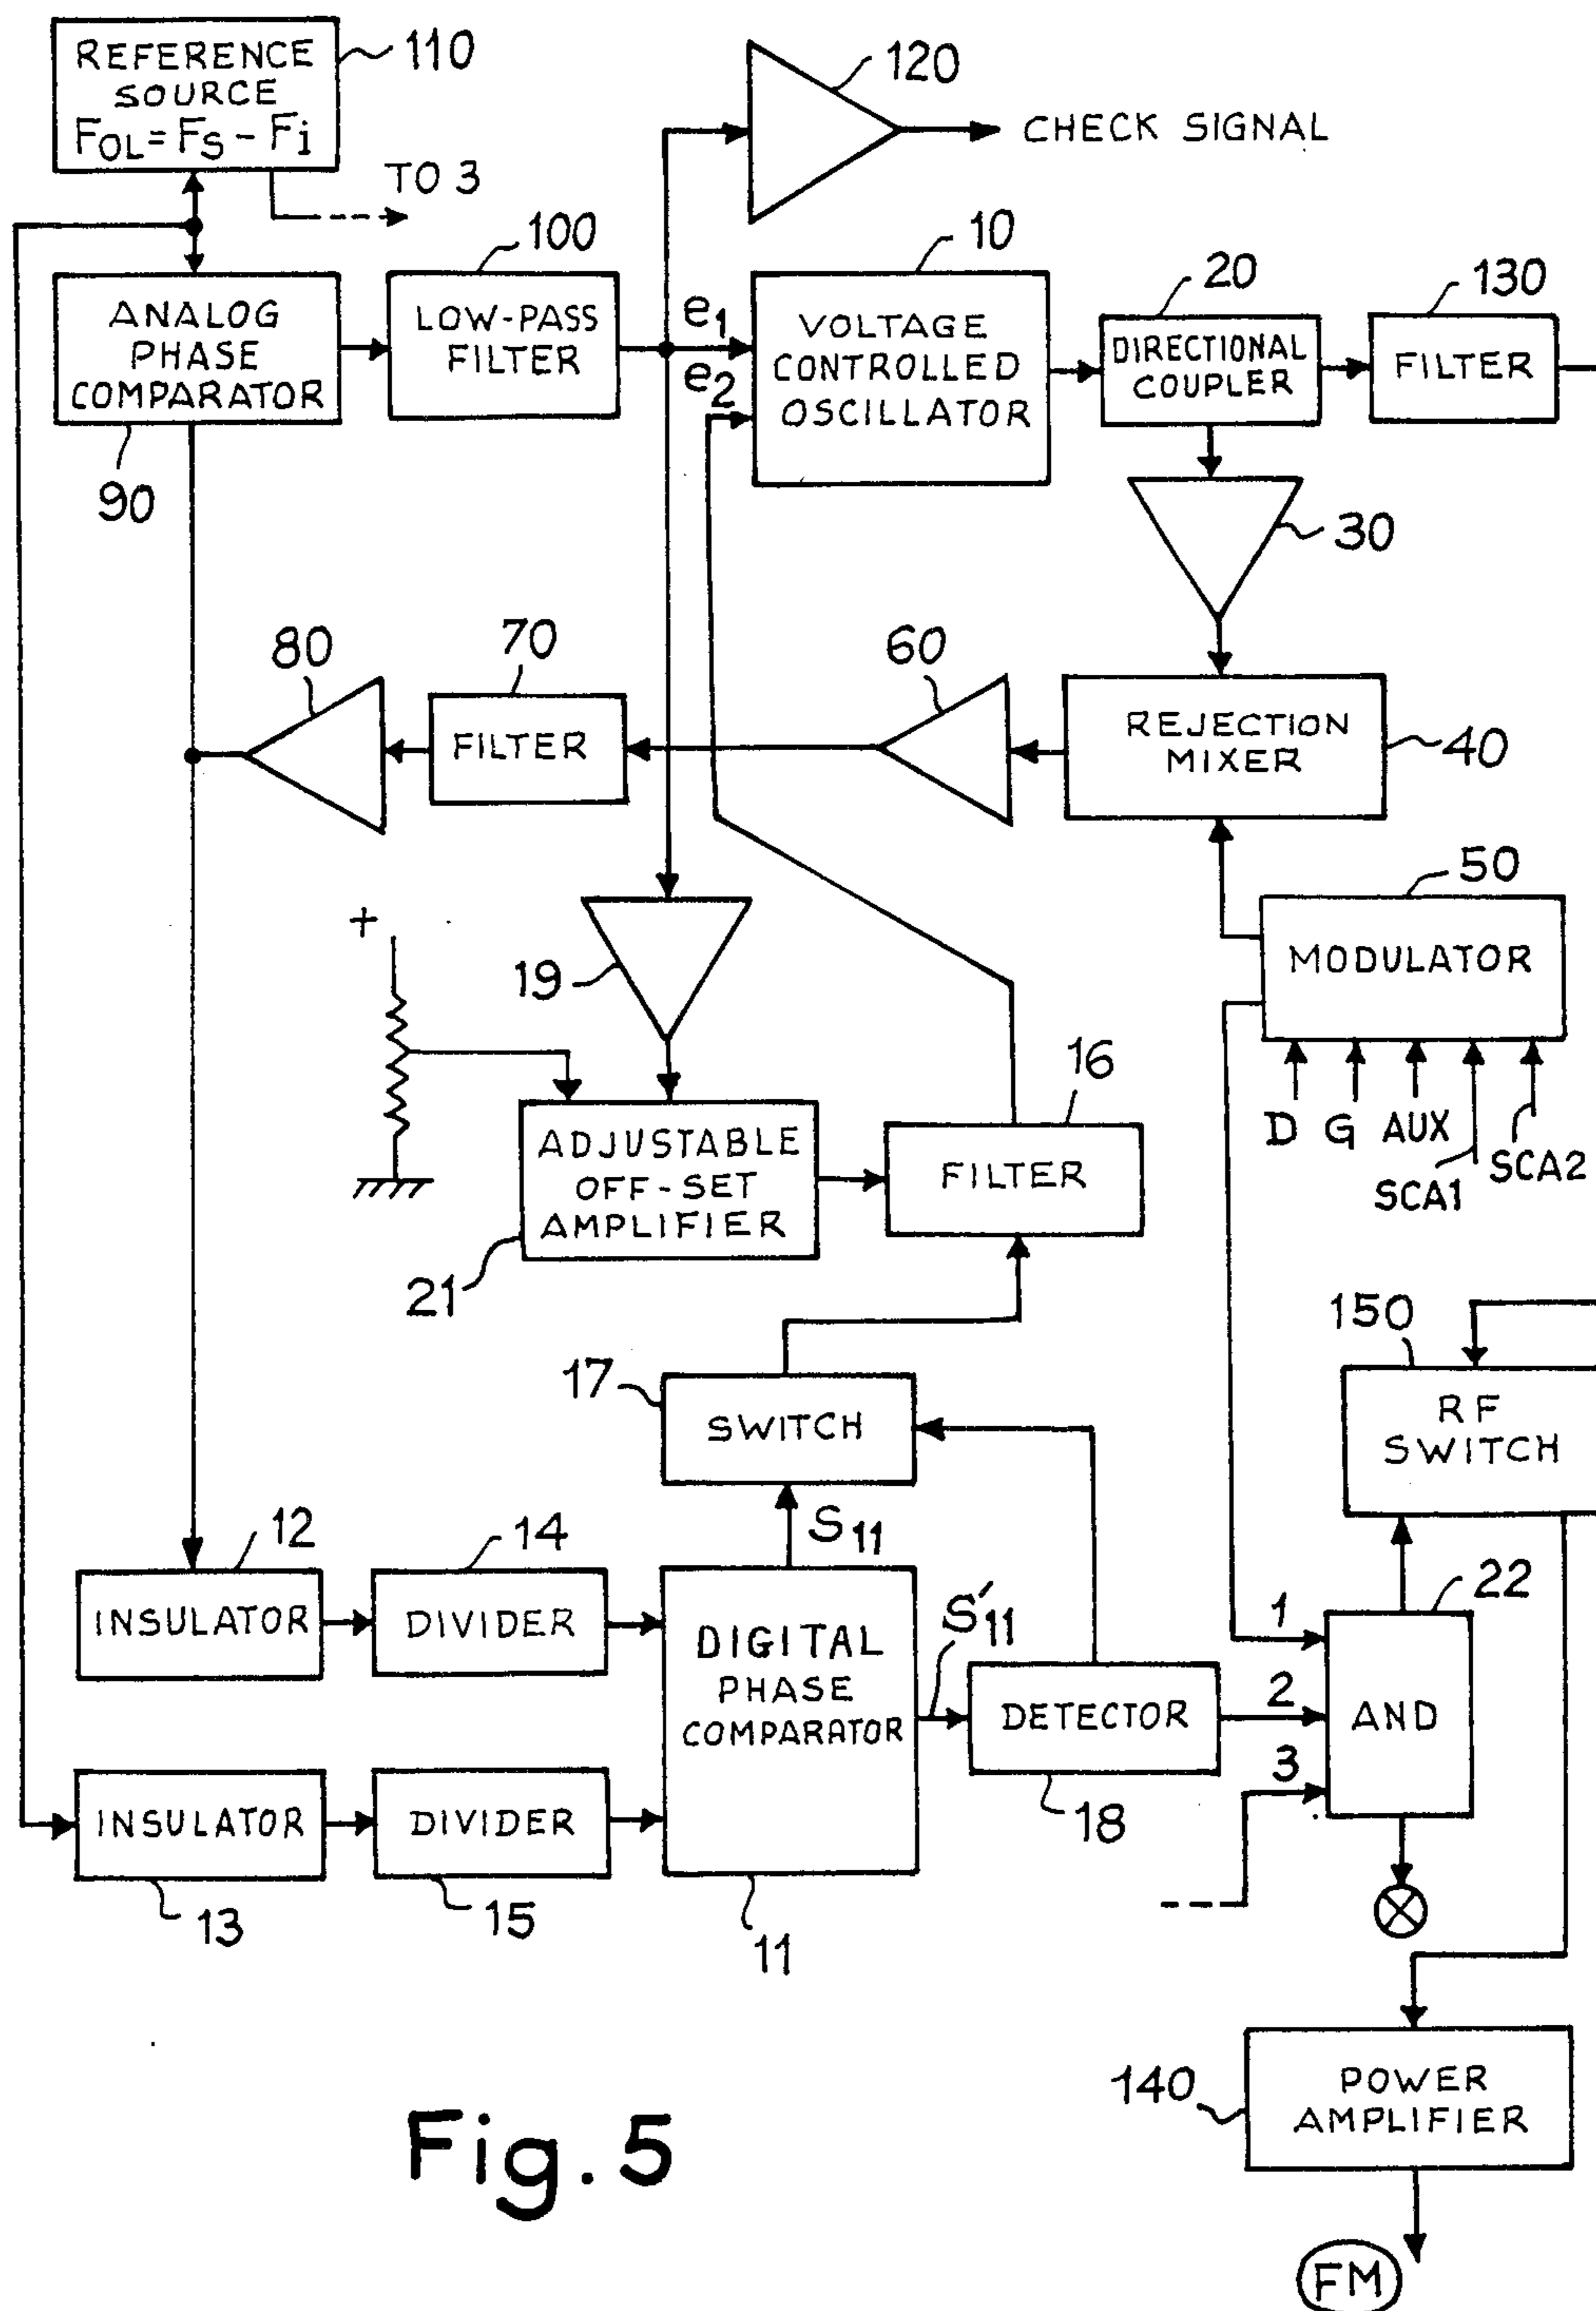 REFERENCE
SOURCE
FOL = FS - Fi
110
TO 3
120
CHECK SIGNAL
ANALOG
PHASE
COMPARATOR
90
100
LOW-PASS
FILTER
e1
e2
10
VOLTAGE
CONTROLLED
OSCILLATOR
20
DIRECTIONAL
COUPLER
130
FILTER
30
80
70
FILTER
60
REJECTION
MIXER
40
50
MODULATOR
D G AUX
SCA1
SCA2
+
19
ADJUSTABLE
OFF-SET
AMPLIFIER
21
16
FILTER
17
SWITCH
150
RF
SWITCH
S11
12
INSULATOR
14
DIVIDER
DIGITAL
PHASE
COMPARATOR
11
S'11
DETECTOR
18
1
2
3
22
AND
INSULATOR
13
DIVIDER
15
140
POWER
AMPLIFIER
FM
Fig. 5